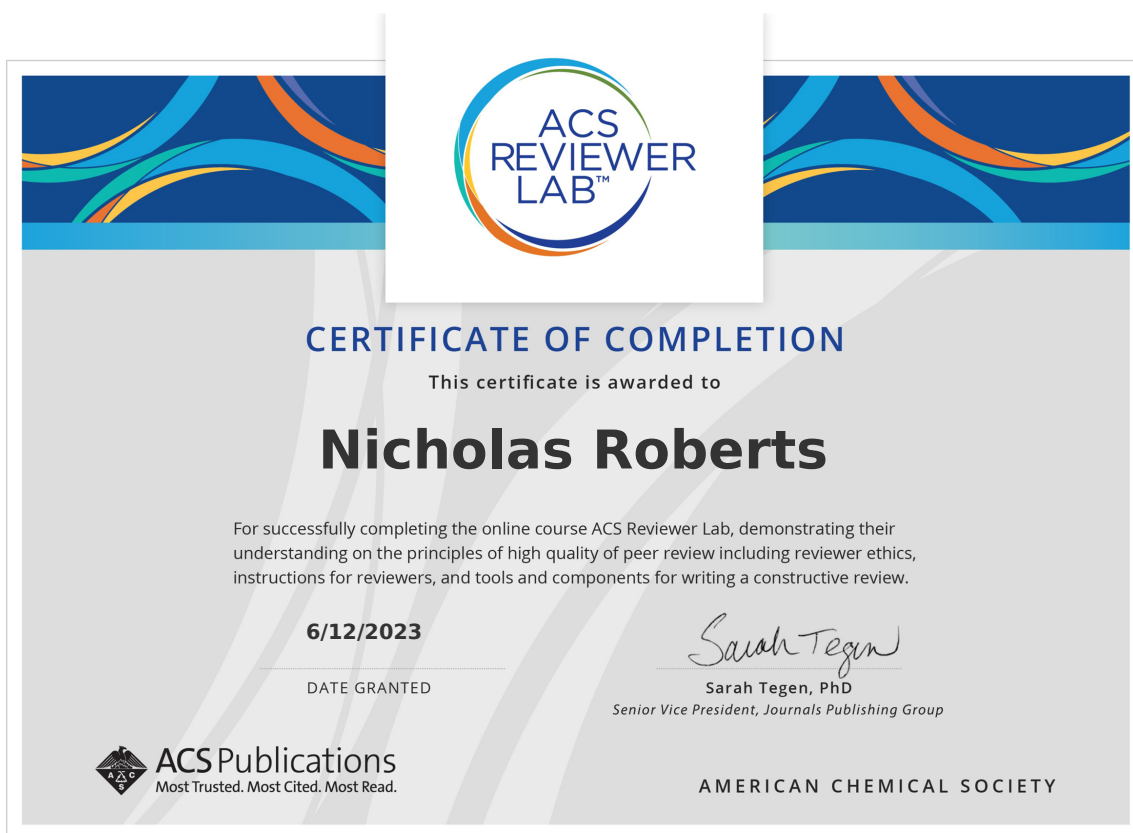 ACS
REVIEWER
LAB™
CERTIFICATE OF COMPLETION
This certificate is awarded to
Nicholas Roberts
For successfully completing the online course ACS Reviewer Lab, demonstrating their
understanding on the principles of high quality of peer review including reviewer ethics,
instructions for reviewers, and tools and components for writing a constructive review.
6/12/2023
Sarah Tegen
DATE GRANTED
Sarah Tegen, PhD
Senior Vice President, Journals Publishing Group
A C S
ACS Publications
Most Trusted. Most Cited. Most Read.
AMERICAN CHEMICAL SOCIETY